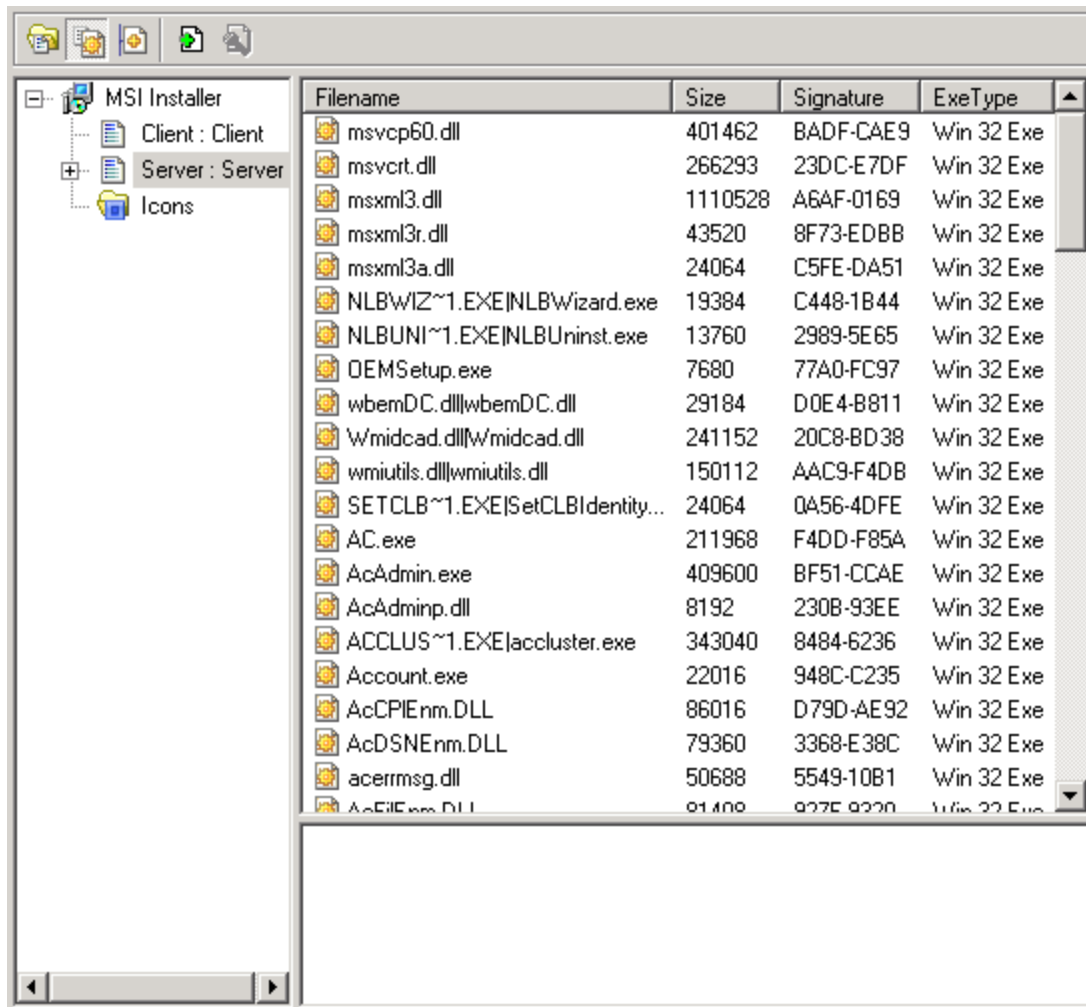 MSI Installer
Client : Client
Server : Server
Icons
Filename Size Signature ExeType
msvcp60.dll 401462 BADF-CAE9 Win 32 Exe
msvcrt.dll 266293 23DC-E7DF Win 32 Exe
msxml3.dll 1110528 A6AF-0169 Win 32 Exe
msxml3r.dll 43520 8F73-EDBB Win 32 Exe
msxml3a.dll 24064 C5FE-DA51 Win 32 Exe
NLBWIZ~1.EXE|NLBWizard.exe 19384 C448-1B44 Win 32 Exe
NLBUNI~1.EXE|NLBUninst.exe 13760 2989-5E65 Win 32 Exe
OEMSetup.exe 7680 77A0-FC97 Win 32 Exe
wbemDC.dll|wbemDC.dll 29184 D0E4-B811 Win 32 Exe
Wmidcad.dll|Wmidcad.dll 241152 20C8-BD38 Win 32 Exe
wmiutils.dll|wmiutils.dll 150112 AAC9-F4DB Win 32 Exe
SETCLB~1.EXE|SetCLBIdentity... 24064 0A56-4DFE Win 32 Exe
AC.exe 211968 F4DD-F85A Win 32 Exe
AcAdmin.exe 409600 BF51-CCAE Win 32 Exe
AcAdminp.dll 8192 230B-93EE Win 32 Exe
ACCLUS~1.EXE|accluster.exe 343040 8484-6236 Win 32 Exe
Account.exe 22016 948C-C235 Win 32 Exe
AcCPIEnm.DLL 86016 D79D-AE92 Win 32 Exe
AcDSNEnm.DLL 79360 3368-E38C Win 32 Exe
acerrmsg.dll 50688 5549-10B1 Win 32 Exe